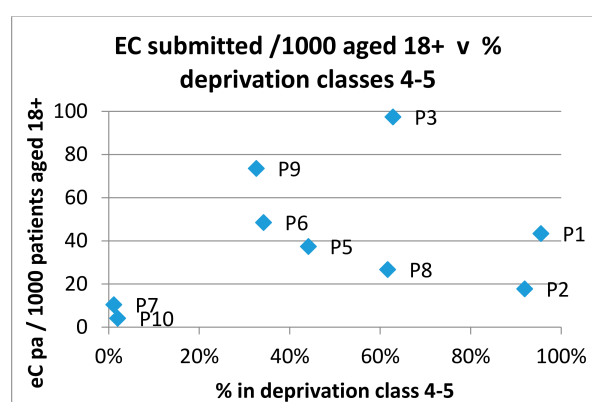 EC submitted /1000 aged 18+ v %
deprivation classes 4-5
eC pa / 1000 patients aged 18+
100
80
60
40
20
0
P3
P9
P6
P1
P5
P8
P2
P7
P10
0%
20%
40%
60%
80%
100%
% in deprivation class 4-5